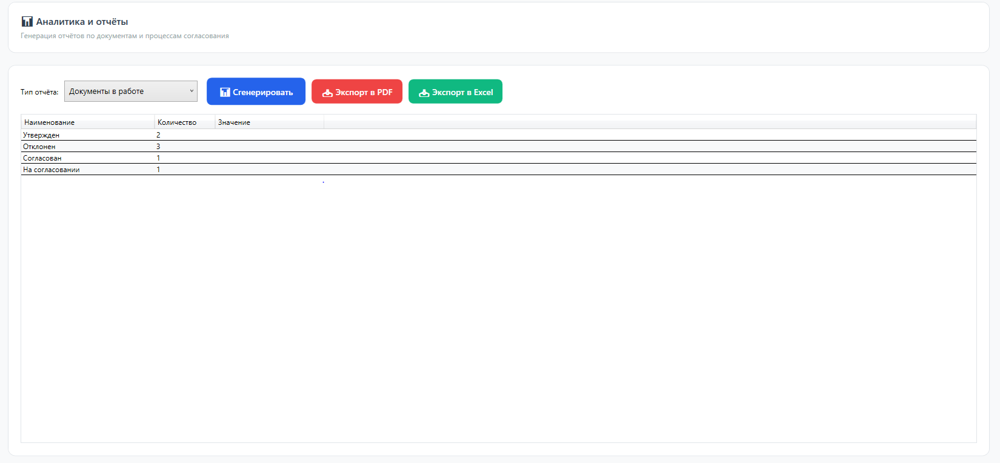 Аналитика и отчёты
Генерация отчётов по документам и процессам согласования
Тип отчёта: Документы в работе Сгенерировать Экспорт в PDF Экспорт в Excel
Наименование Количество Значение
Утвержден 2
Отклонен 3
Согласован 1
На согласовании 1